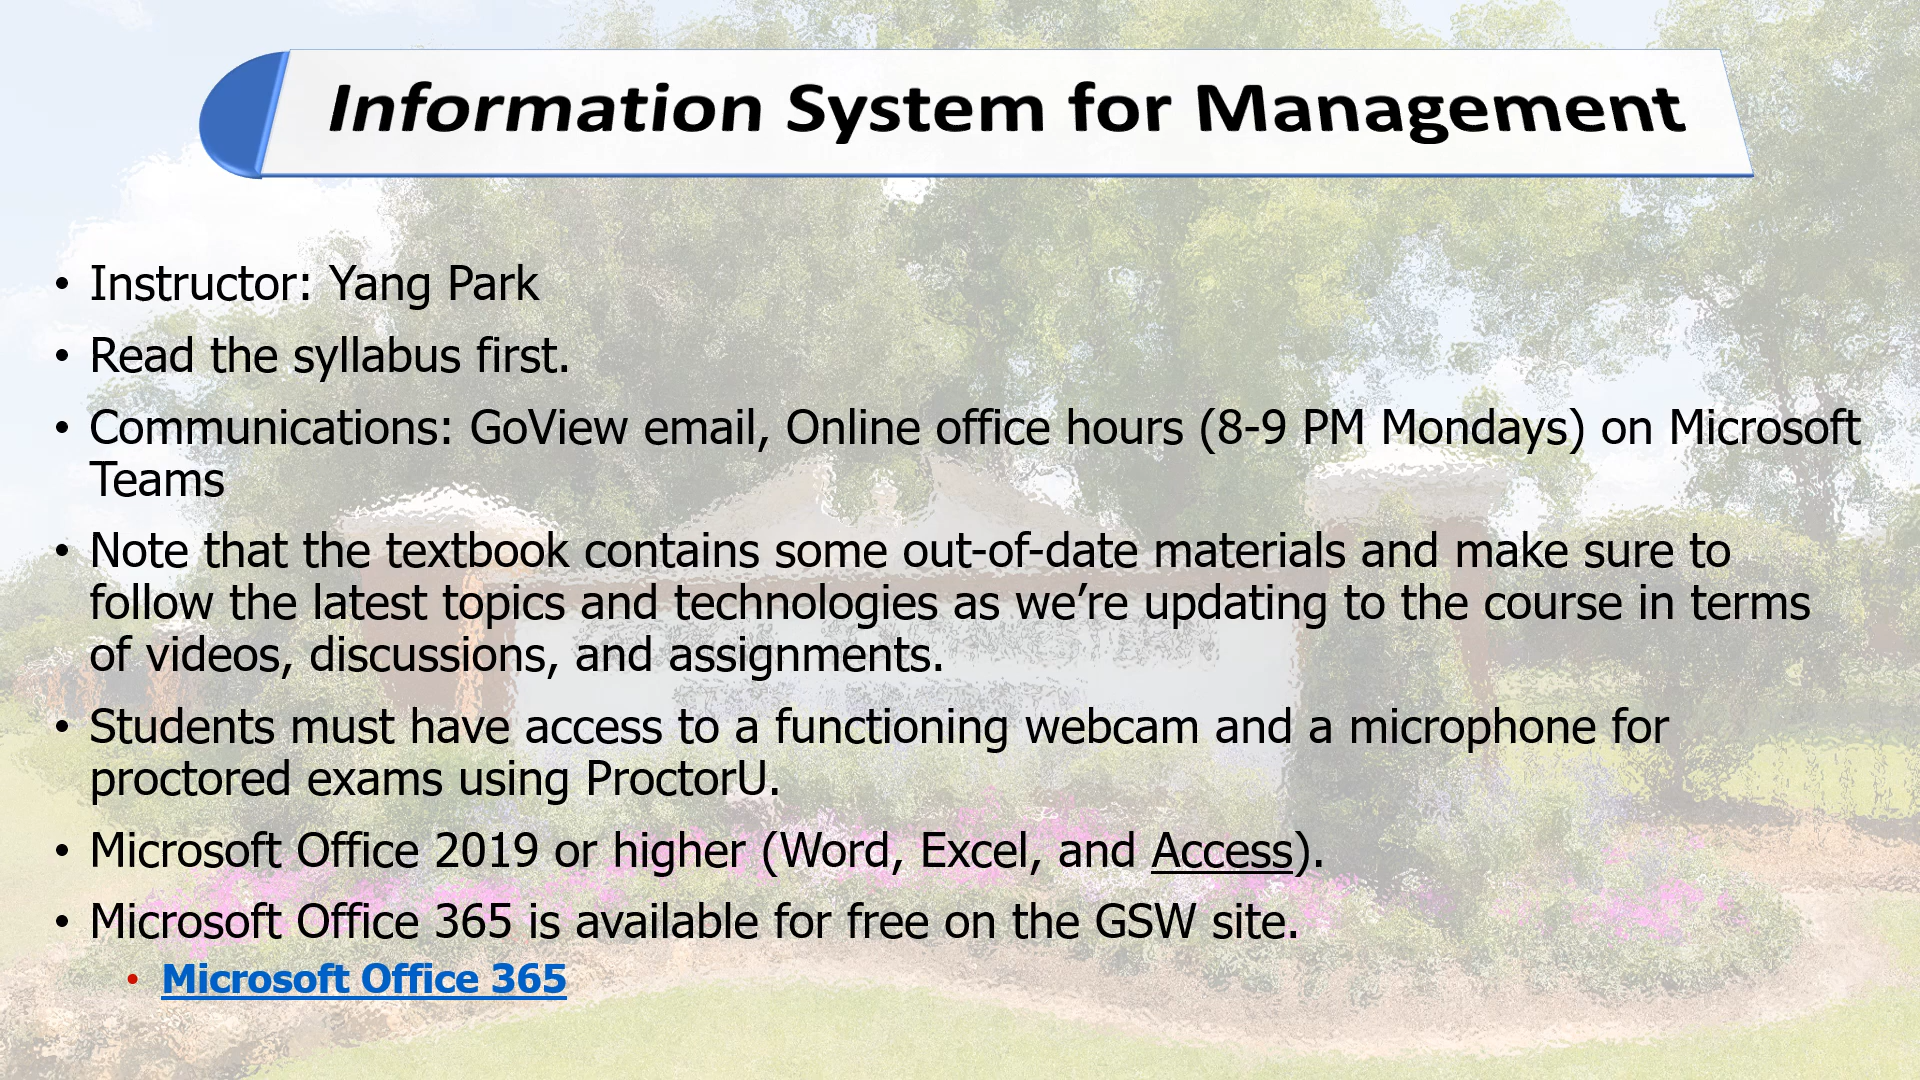 Information System for Management
• Instructor: Yang Park
• Read the syllabus first.
• Communications: GoView email, Online office hours (8-9 PM Mondays) on Microsoft
Teams
• Note that the textbook contains some out-of-date materials and make sure to
follow the latest topics and technologies as we’re updating to the course in terms
of videos, discussions, and assignments.
• Students must have access to a functioning webcam and a microphone for
proctored exams using ProctorU.
• Microsoft Office 2019 or higher (Word, Excel, and Access).
• Microsoft Office 365 is available for free on the GSW site.
• Microsoft Office 365